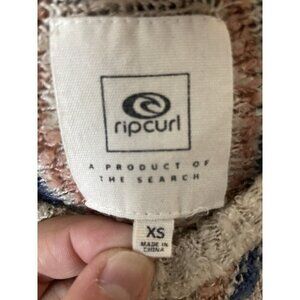 ripcurl
A PRODUCT OF
THE SEARCH
XS
MADE IN
CHINA